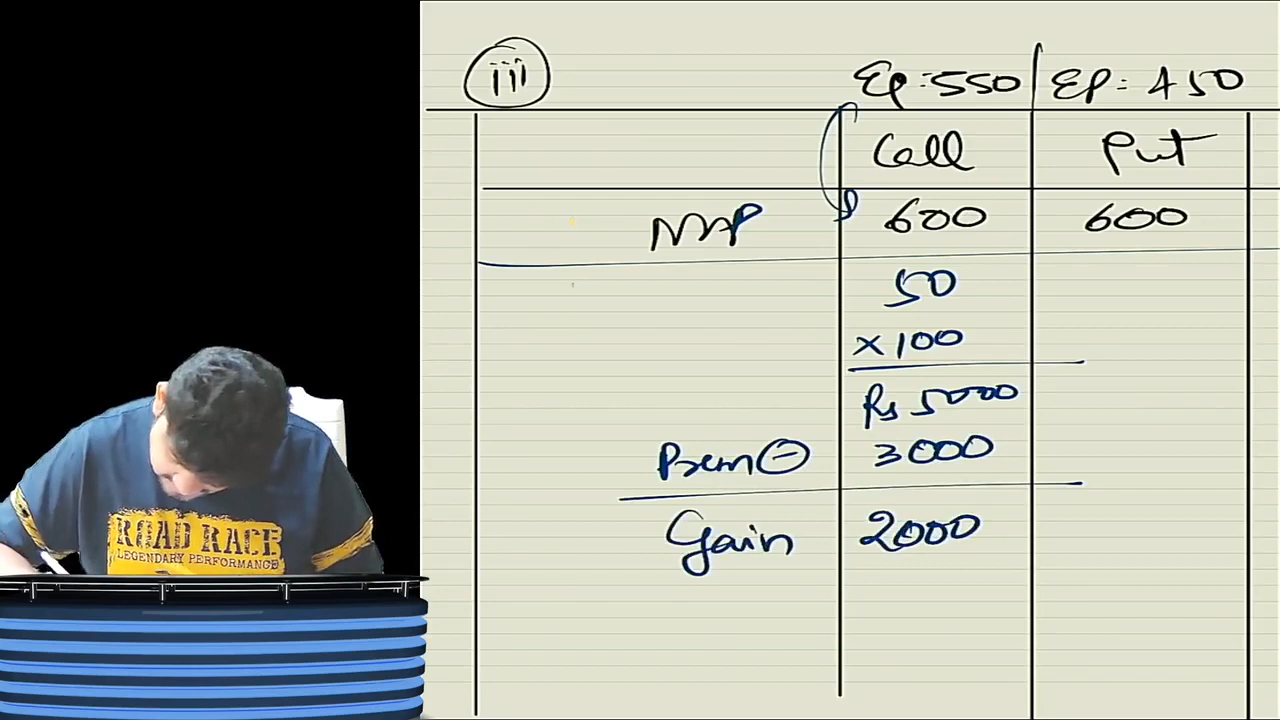 iii
Ep: 550 EP: 450
Call Put
MP 600 600
50
x 100
Rs 5000
Prem ⊖ 3000
Gain 2000
ROAD RACE
LEGENDARY PERFORMANCE